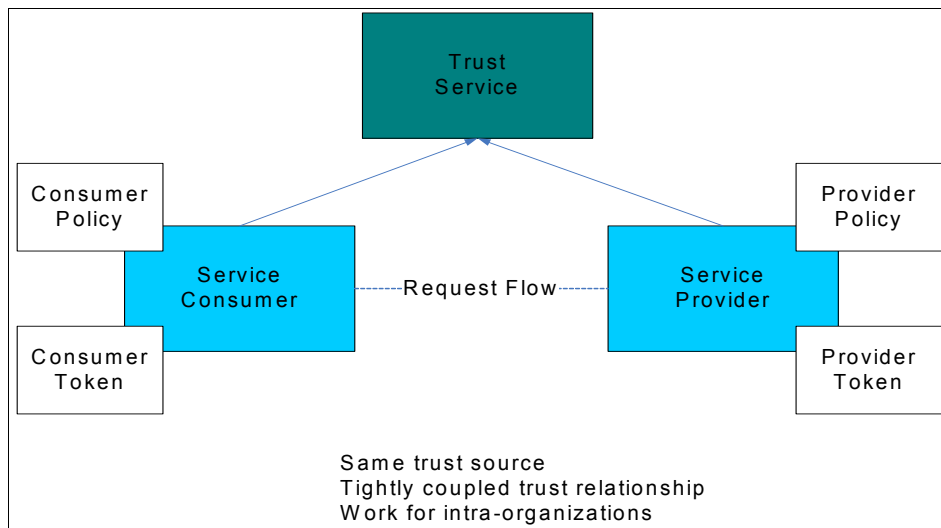 Trust
Service
Consumer
Policy
Provider
Policy
Service
Consumer
Request Flow
Service
Provider
Consumer
Token
Provider
Token
Same trust source
Tightly coupled trust relationship
Work for intra-organizations